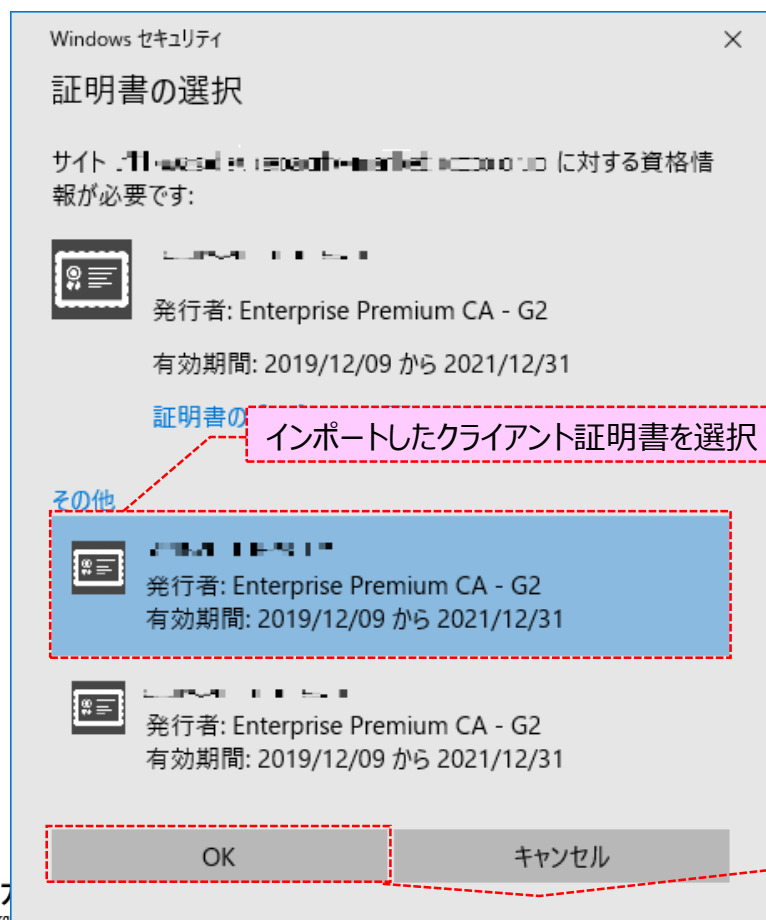 Windows セキュリティ
証明書の選択
サイト に対する資格情
報が必要です:
発行者: Enterprise Premium CA - G2
有効期間: 2019/12/09 から 2021/12/31
証明書の
インポートしたクライアント証明書を選択
その他
発行者: Enterprise Premium CA - G2
有効期間: 2019/12/09 から 2021/12/31
発行者: Enterprise Premium CA - G2
有効期間: 2019/12/09 から 2021/12/31
OK
キャンセル